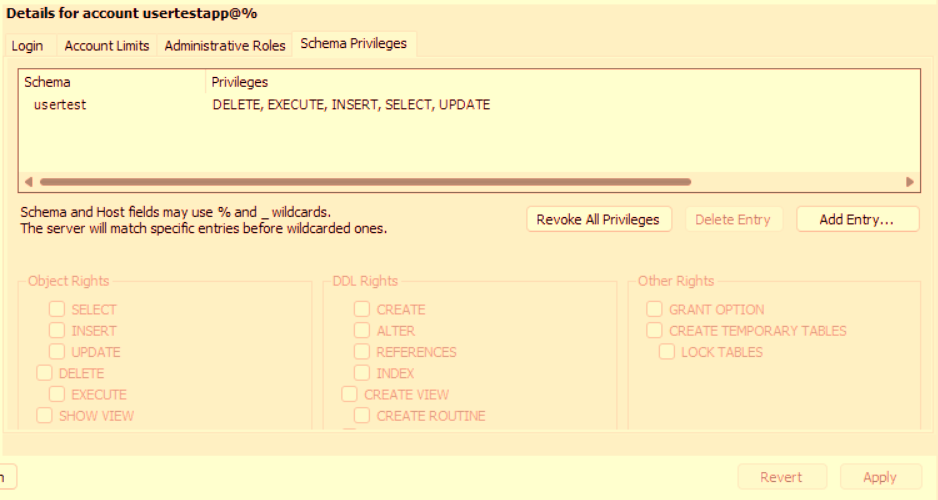 Details for account usertestapp@%
Login Account Limits Administrative Roles Schema Privileges
Schema Privileges
usertest DELETE, EXECUTE, INSERT, SELECT, UPDATE
Schema and Host fields may use % and _ wildcards.
The server will match specific entries before wildcarded ones.
Revoke All Privileges Delete Entry Add Entry...
Object Rights DDL Rights Other Rights
SELECT CREATE GRANT OPTION
INSERT ALTER CREATE TEMPORARY TABLES
UPDATE REFERENCES LOCK TABLES
DELETE INDEX
EXECUTE CREATE VIEW
SHOW VIEW CREATE ROUTINE
Revert Apply